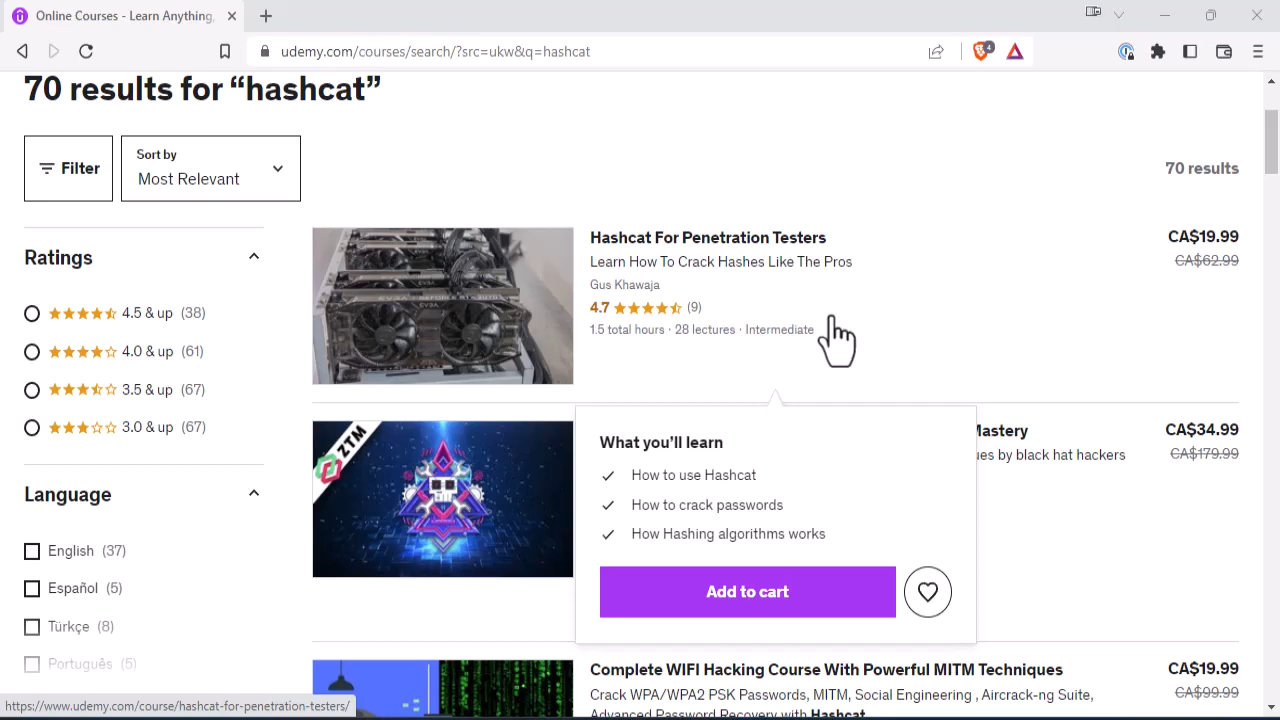 Online Courses - Learn Anything,
udemy.com/courses/search/?src=ukw&q=hashcat
4
70 results for “hashcat”
Filter
Sort by
Most Relevant
70 results
Ratings
4.5 & up (38)
4.0 & up (61)
3.5 & up (67)
3.0 & up (67)
Language
English (37)
Español (5)
Türkçe (8)
Português (5)
Hashcat For Penetration Testers
Learn How To Crack Hashes Like The Pros
Gus Khawaja
4.7 (9)
1.5 total hours · 28 lectures · Intermediate
CA$19.99
CA$62.99
EVGA
ZTM
Mastery
ues by black hat hackers
CA$34.99
CA$179.99
What you’ll learn
How to use Hashcat
How to crack passwords
How Hashing algorithms works
Add to cart
Complete WIFI Hacking Course With Powerful MITM Techniques
Crack WPA/WPA2 PSK Passwords, MITM, Social Engineering , Aircrack-ng Suite,
Advanced Password Recovery with Hashcat
CA$19.99
CA$99.99
https://www.udemy.com/course/hashcat-for-penetration-testers/